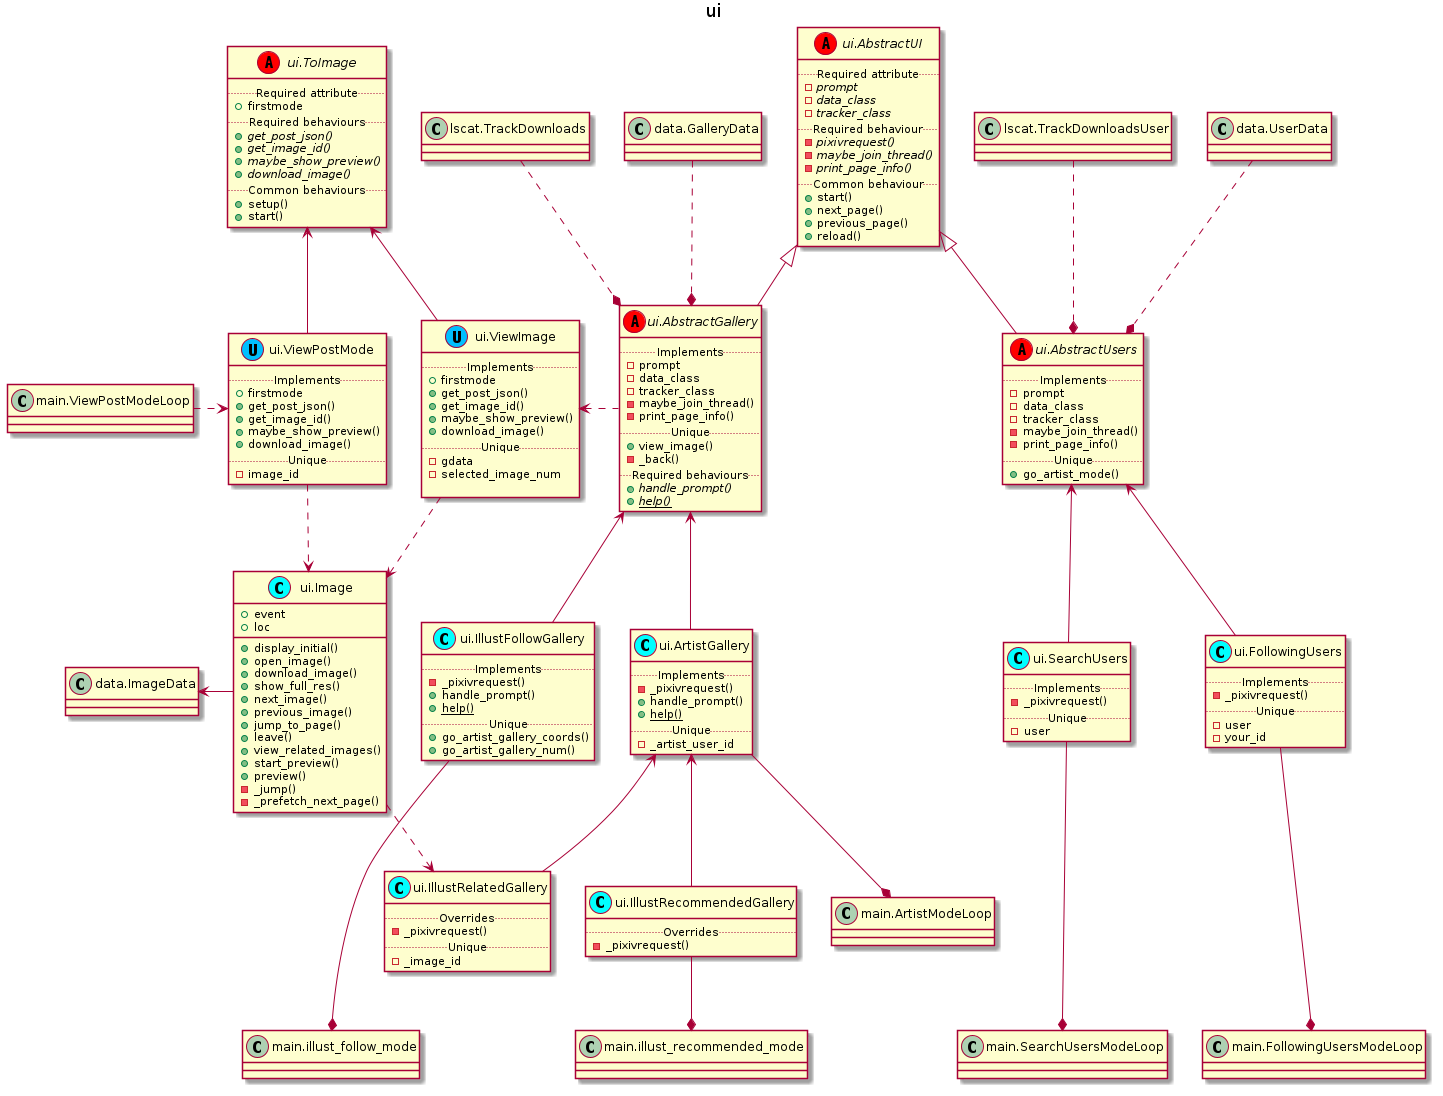 ui
A ui.ToImage
Required attribute
firstmode
Required behaviours
get_post_json()
get_image_id()
maybe_show_preview()
download_image()
Common behaviours
setup()
start()
C lscat.TrackDownloads
C data.GalleryData
A ui.AbstractUI
Required attribute
prompt
data_class
tracker_class
Required behaviour
pixivrequest()
maybe_join_thread()
print_page_info()
Common behaviour
start()
next_page()
previous_page()
reload()
C lscat.TrackDownloadsUser
C data.UserData
C main.ViewPostModeLoop
U ui.ViewPostMode
Implements
firstmode
get_post_json()
get_image_id()
maybe_show_preview()
download_image()
Unique
image_id
U ui.ViewImage
Implements
firstmode
get_post_json()
get_image_id()
maybe_show_preview()
download_image()
Unique
gdata
selected_image_num
A ui.AbstractGallery
Implements
prompt
data_class
tracker_class
maybe_join_thread()
print_page_info()
Unique
view_image()
_back()
Required behaviours
handle_prompt()
help()
A ui.AbstractUsers
Implements
prompt
data_class
tracker_class
maybe_join_thread()
print_page_info()
Unique
go_artist_mode()
C data.ImageData
C ui.Image
event
loc
display_initial()
open_image()
download_image()
show_full_res()
next_image()
previous_image()
jump_to_page()
leave()
view_related_images()
start_preview()
preview()
_jump()
_prefetch_next_page()
C ui.IllustFollowGallery
Implements
_pixivrequest()
handle_prompt()
help()
Unique
go_artist_gallery_coords()
go_artist_gallery_num()
C ui.ArtistGallery
Implements
_pixivrequest()
handle_prompt()
help()
Unique
_artist_user_id
C ui.SearchUsers
Implements
_pixivrequest()
Unique
user
C ui.FollowingUsers
Implements
_pixivrequest()
Unique
user
your_id
C ui.IllustRelatedGallery
Overrides
_pixivrequest()
Unique
_image_id
C ui.IllustRecommendedGallery
Overrides
_pixivrequest()
C main.ArtistModeLoop
C main.illust_follow_mode
C main.illust_recommended_mode
C main.SearchUsersModeLoop
C main.FollowingUsersModeLoop